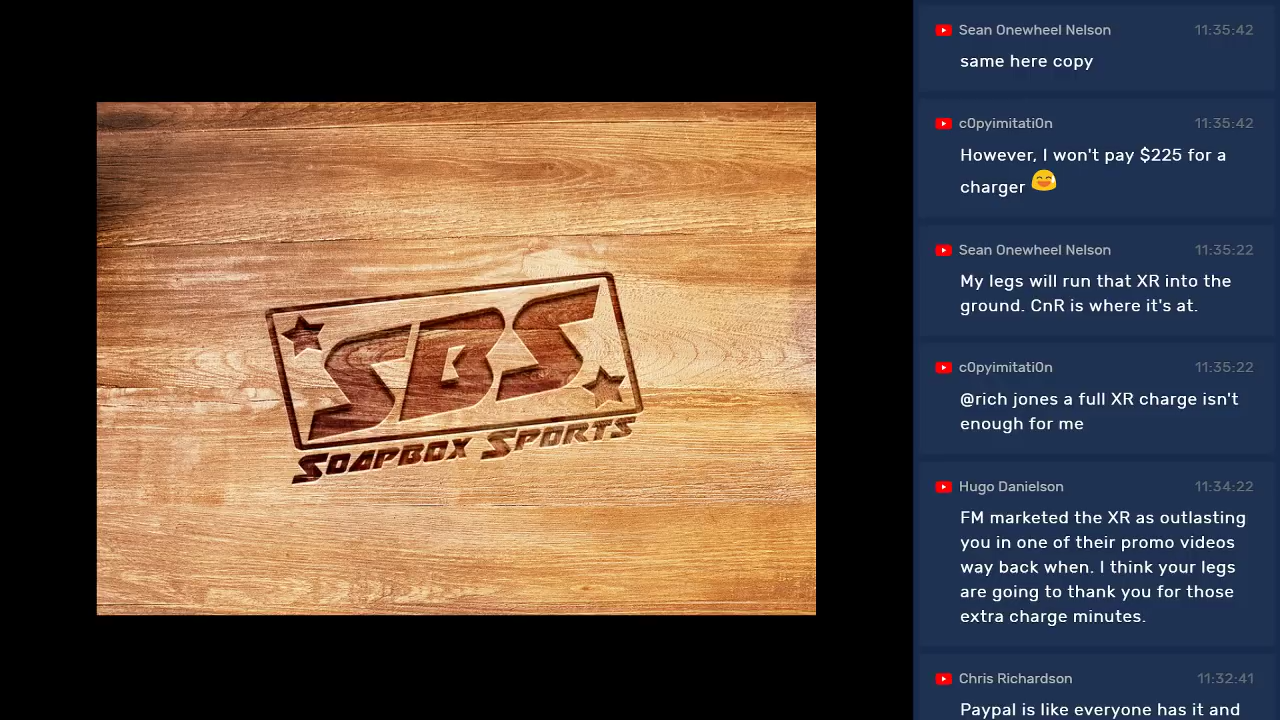 SBS
SOAPBOX SPORTS
Sean Onewheel Nelson 11:35:42
same here copy
c0pyimitati0n 11:35:42
However, I won't pay $225 for a
charger 😅
Sean Onewheel Nelson 11:35:22
My legs will run that XR into the
ground. CnR is where it's at.
c0pyimitati0n 11:35:22
@rich jones a full XR charge isn't
enough for me
Hugo Danielson 11:34:22
FM marketed the XR as outlasting
you in one of their promo videos
way back when. I think your legs
are going to thank you for those
extra charge minutes.
Chris Richardson 11:32:41
Paypal is like everyone has it and